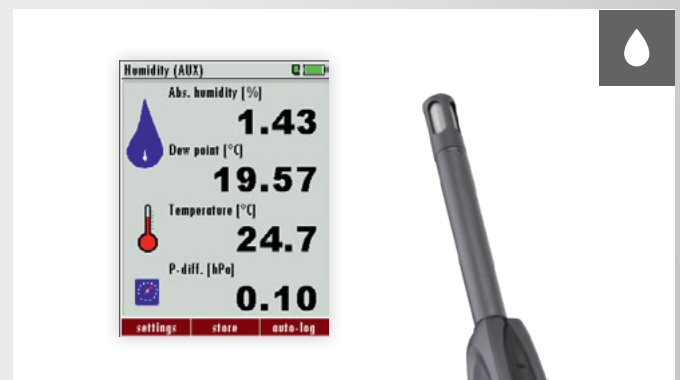 Humidity (AUX)
Abs. humidity [%]
1.43
Dew point [°C]
19.57
Temperature [°C]
24.7
P-diff. [hPa]
0.10
settings store auto-log